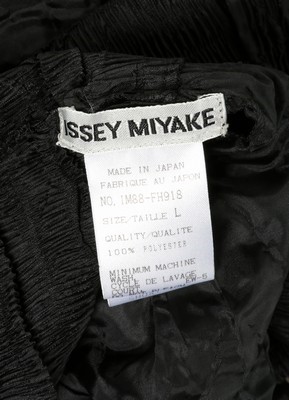 ISSEY MIYAKE
MADE IN JAPAN
FABRIQUE AU JAPON
NO. IM88-FH918
SIZE/TAILLE L
QUALITY/QUALITE
100% POLYESTER
MINIMUM MACHINE
WASH
DE LAVAGE